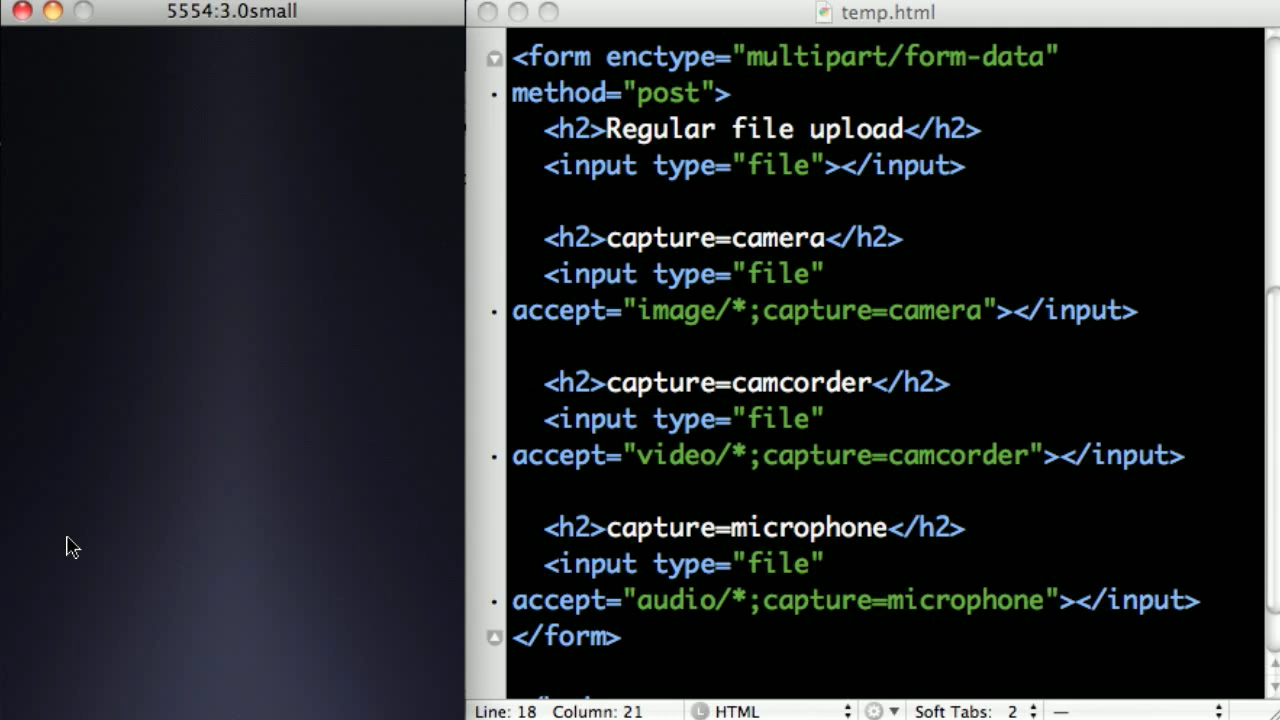 5554:3.0small
temp.html
<form enctype="multipart/form-data"
method="post">
<h2>Regular file upload</h2>
<input type="file"></input>
<h2>capture=camera</h2>
<input type="file"
accept="image/*;capture=camera"></input>
<h2>capture=camcorder</h2>
<input type="file"
accept="video/*;capture=camcorder"></input>
<h2>capture=microphone</h2>
<input type="file"
accept="audio/*;capture=microphone"></input>
</form>
Line: 18 Column: 21 L HTML Soft Tabs: 2 —